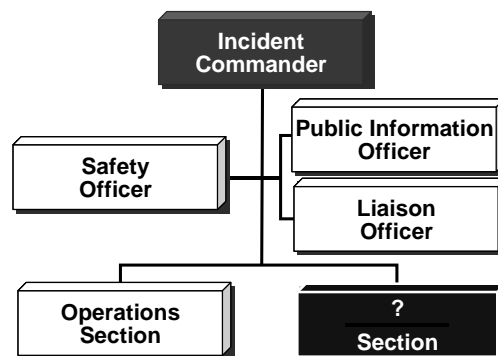 Incident
Commander
Public Information
Officer
Safety
Officer
Liaison
Officer
Operations
Section
?
Section